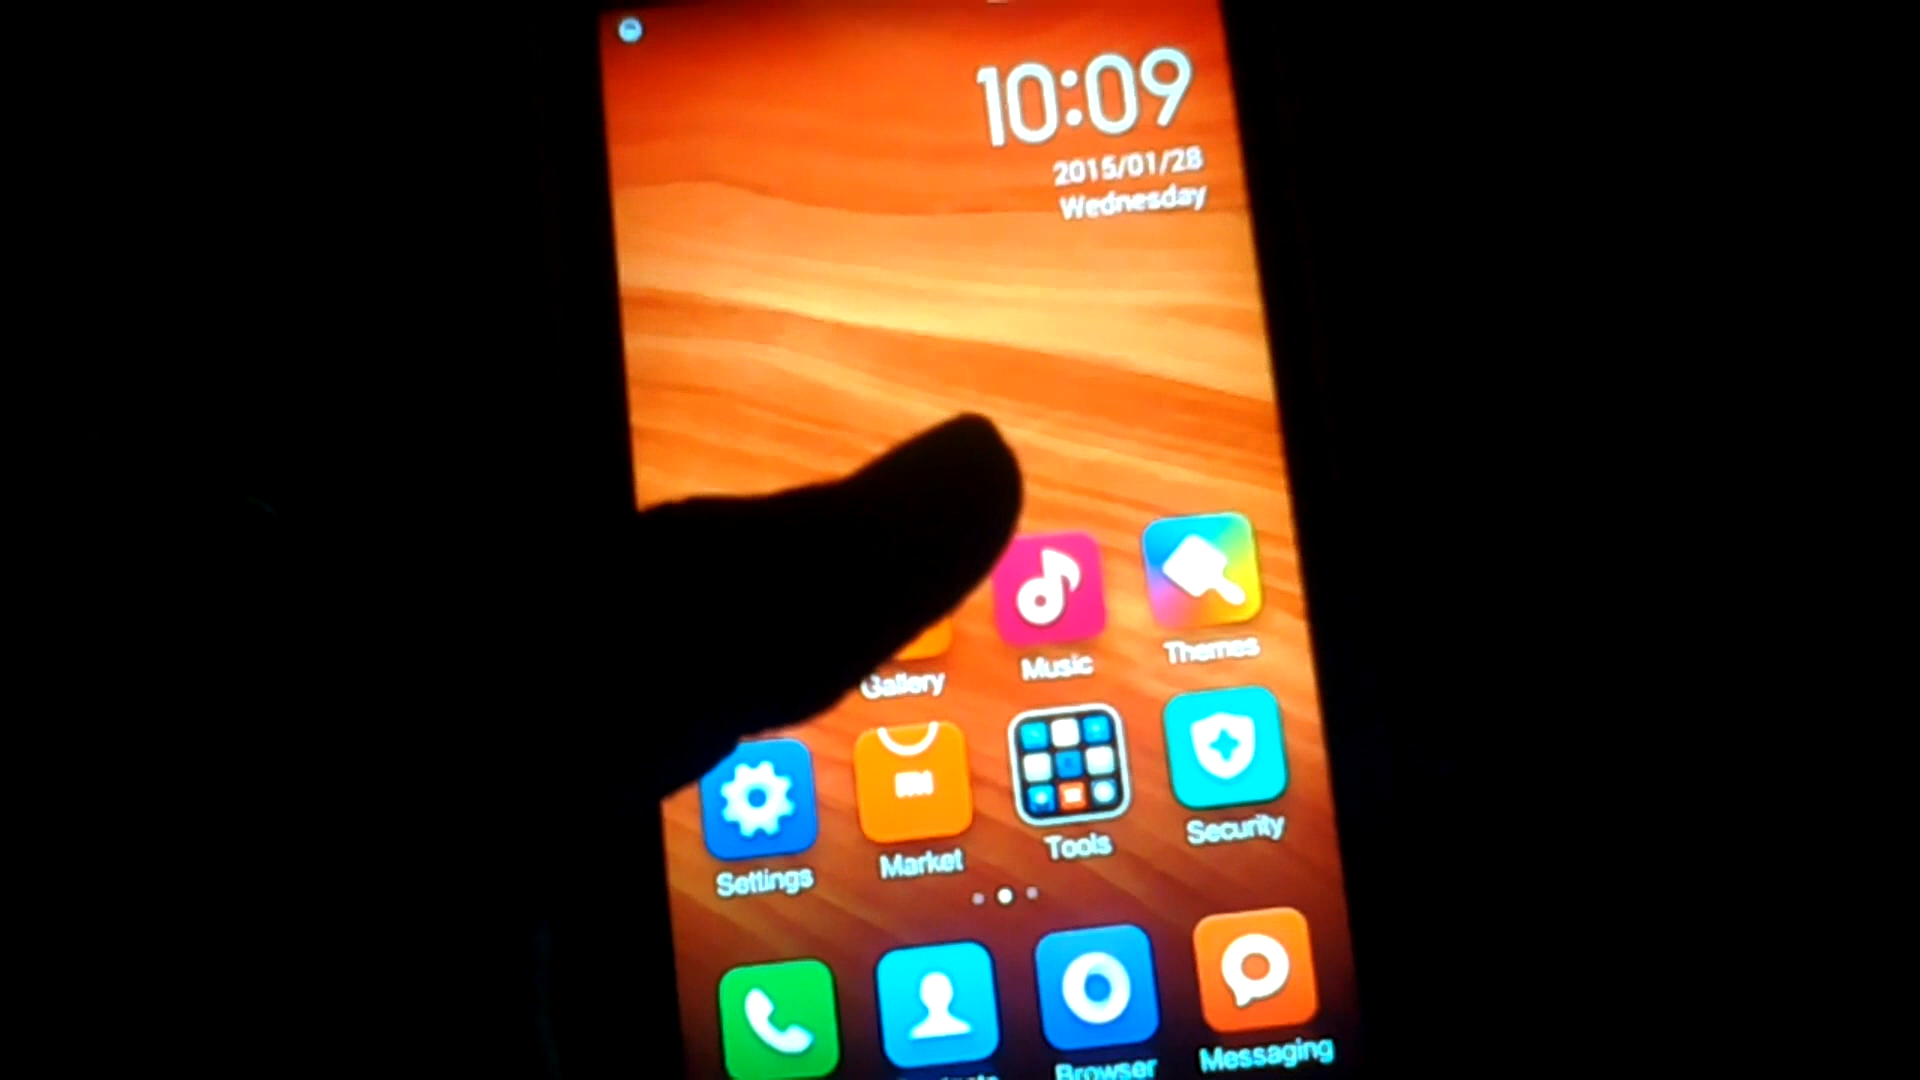 10:09
2015/01/28
Wednesday
Gallery
Music
Themes
Settings
Market
Tools
Security
Browser
Messaging